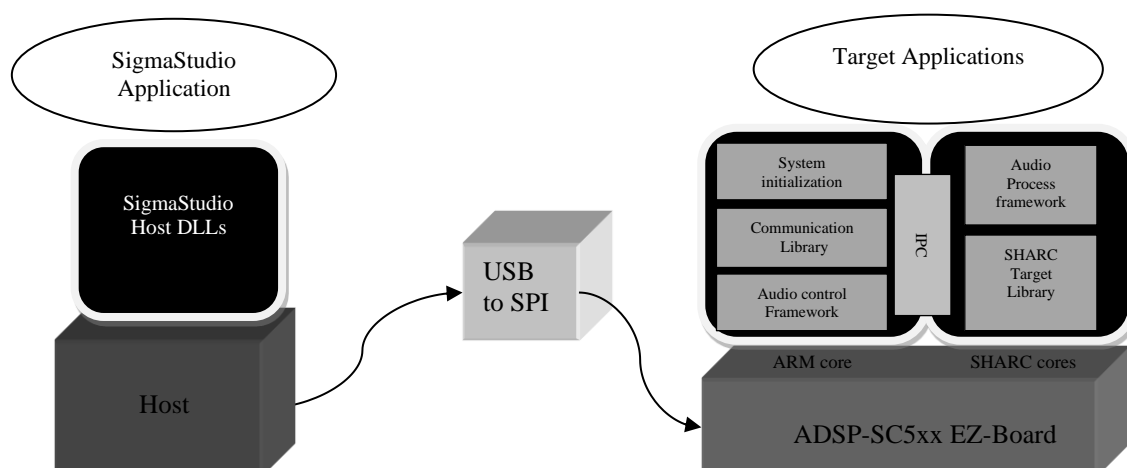 SigmaStudio
Application
SigmaStudio
Host DLLs
Host
USB
to SPI
Target Applications
System
initialization
Communication
Library
Audio control
Framework
IPC
Audio
Process
framework
SHARC
Target
Library
ARM core
SHARC cores
ADSP-SC5xx EZ-Board